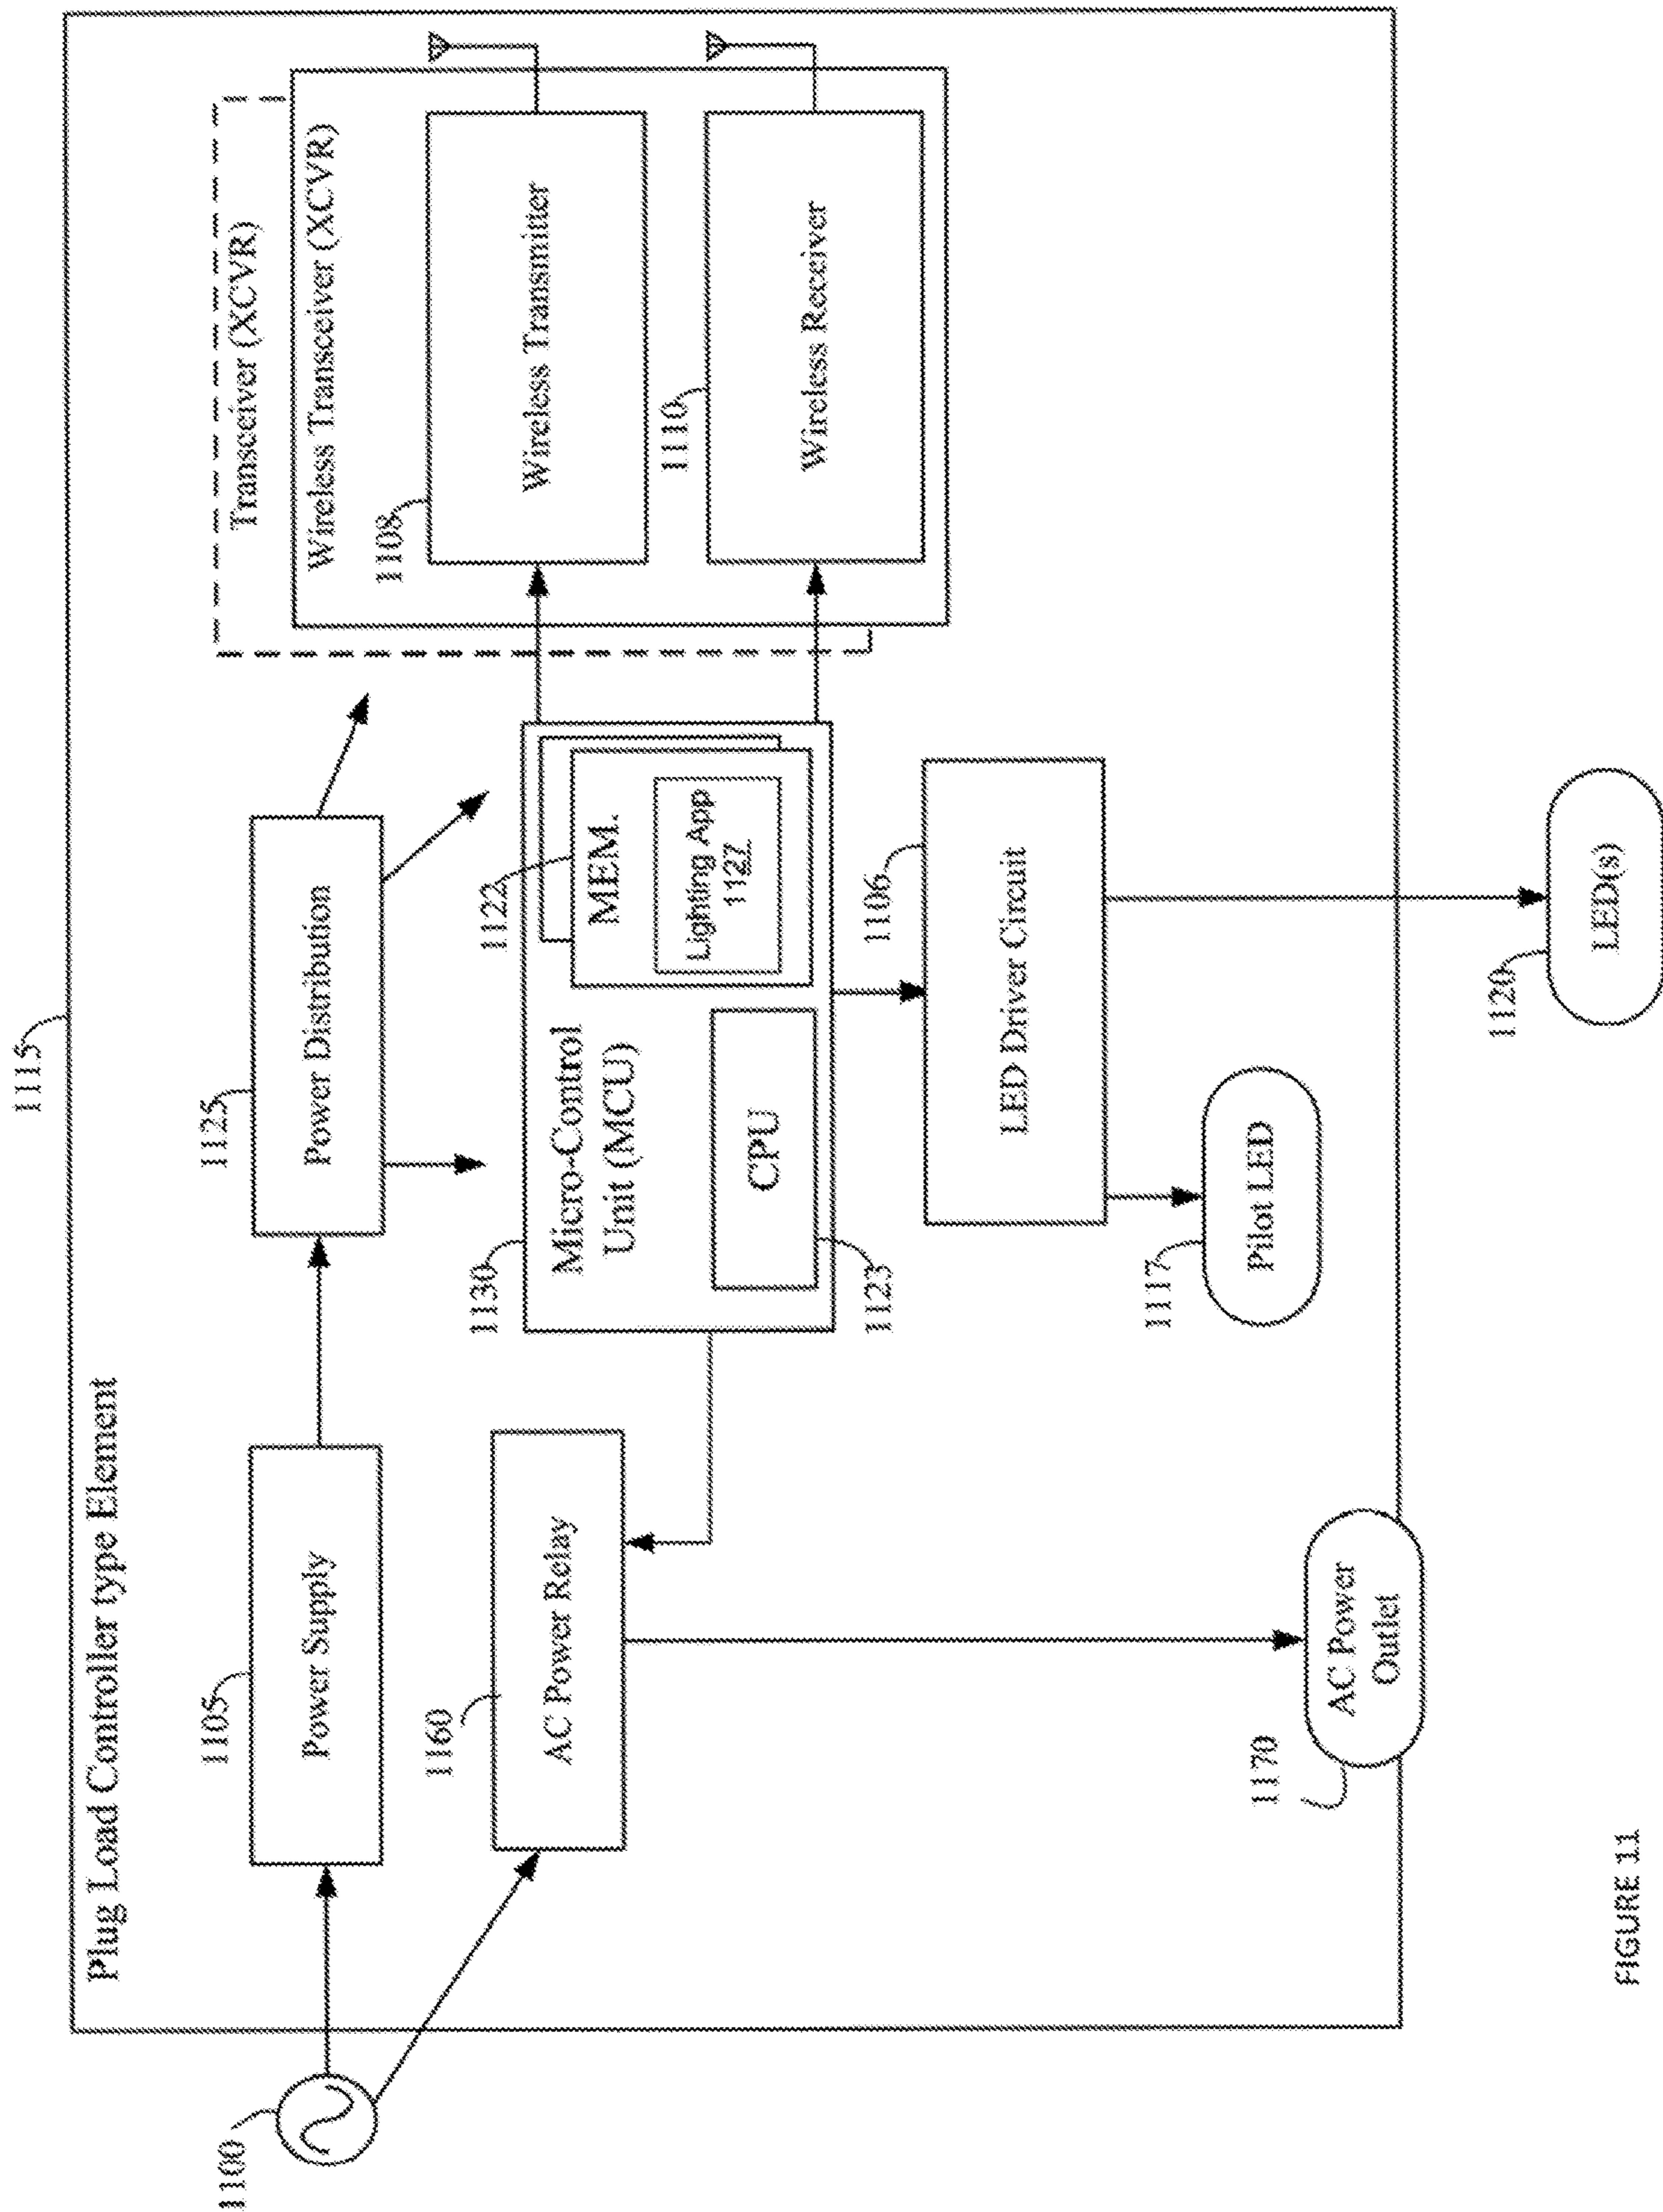 1115
Plug Load Controller type Element
1100
1105
Power Supply
1125
Power Distribution
Transceiver (XCVR)
Wireless Transceiver (XCVR)
1108
Wireless Transmitter
1110
Wireless Receiver
1160
AC Power Relay
1130
Micro-Control
Unit (MCU)
CPU
1123
1122
MEM.
Lighting App
1127
1106
LED Driver Circuit
1117
Pilot LED
1120
LED(s)
1170
AC Power
Outlet
FIGURE 11